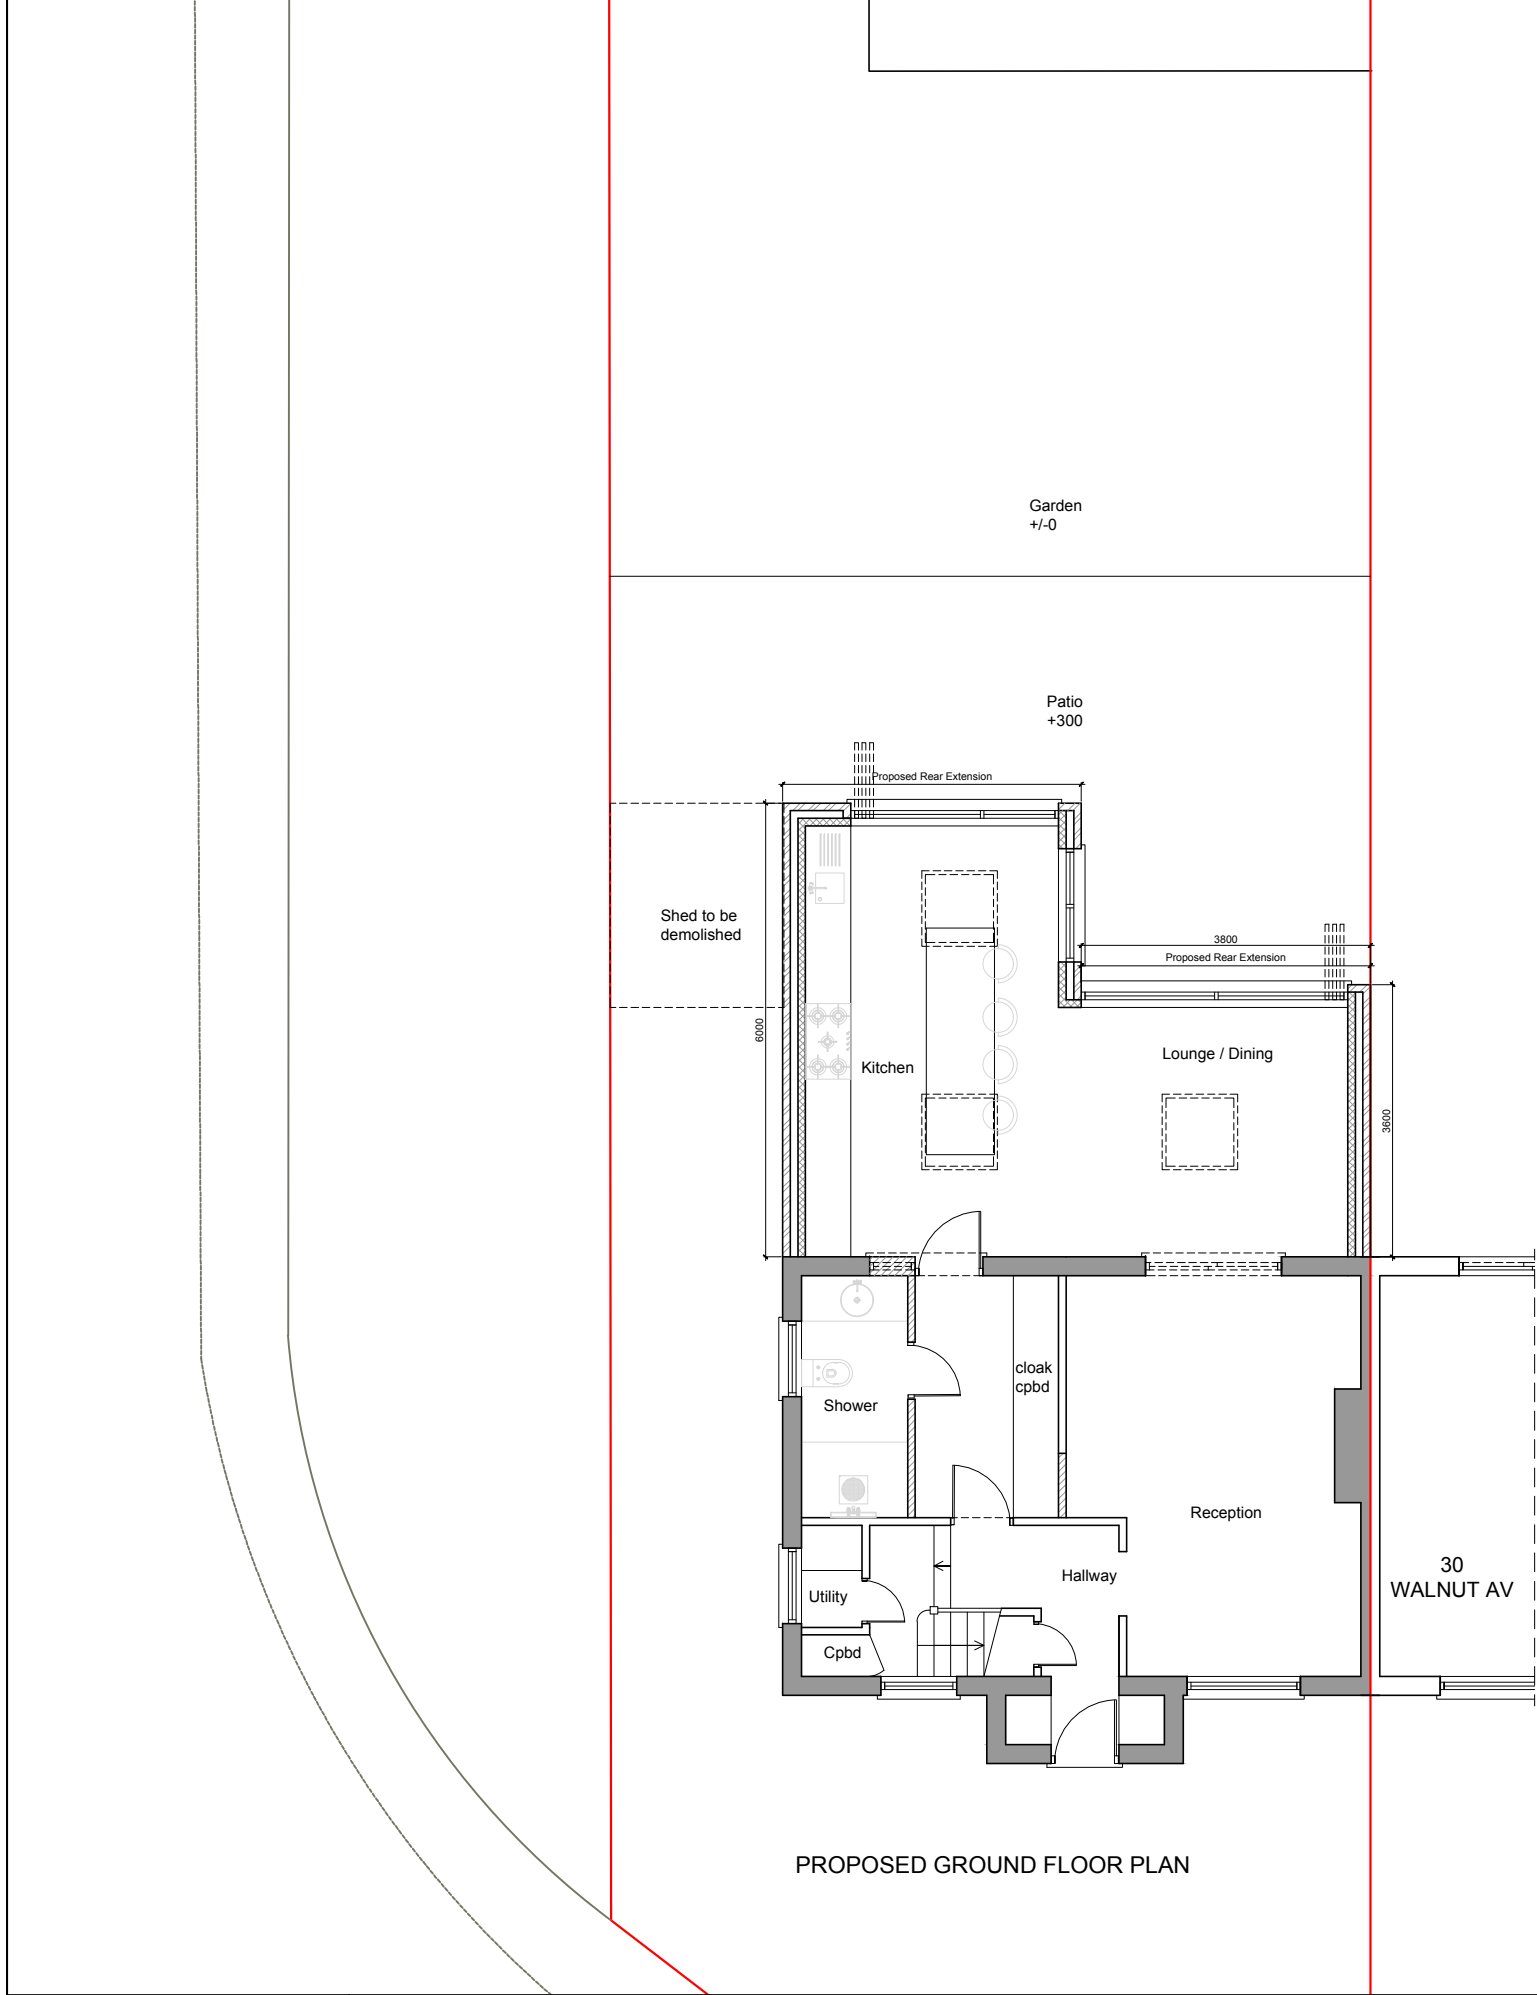 Garden
+/-0
Patio
+300
Proposed Rear Extension
Shed to be
demolished
3800
Proposed Rear Extension
6000
Kitchen
Lounge / Dining
3600
cloak
cpbd
Shower
Reception
Hallway
Utility
Cpbd
30
WALNUT AV
PROPOSED GROUND FLOOR PLAN